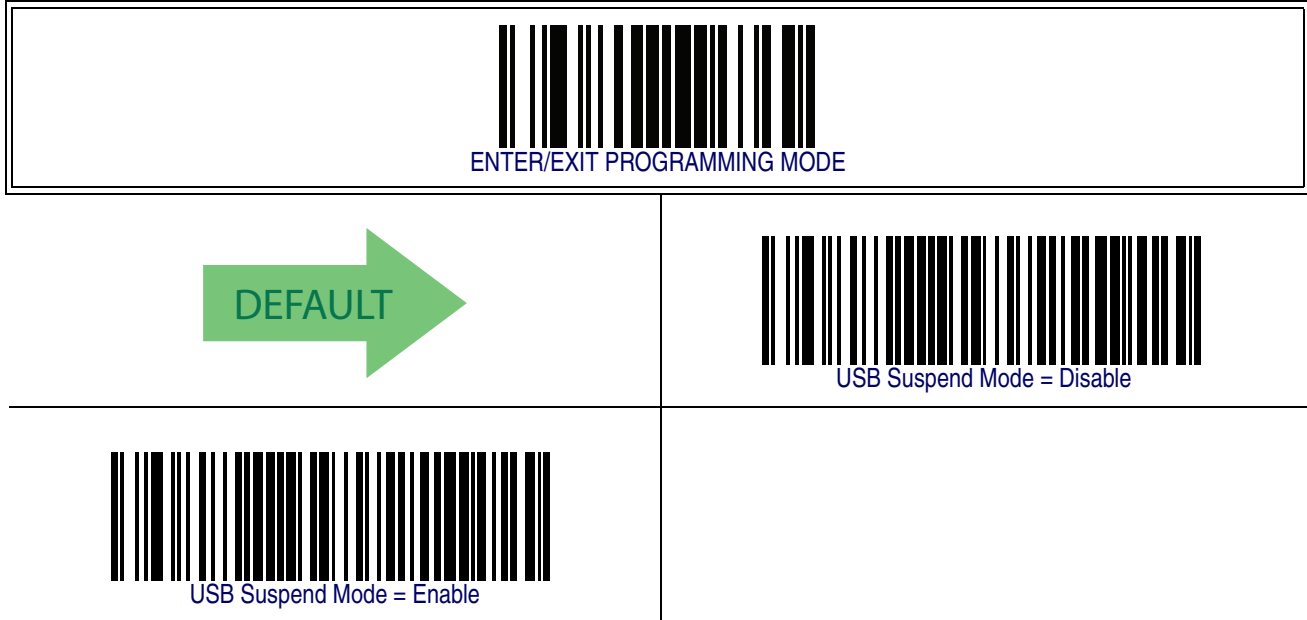 ENTER/EXIT PROGRAMMING MODE
DEFAULT
USB Suspend Mode = Disable
USB Suspend Mode = Enable